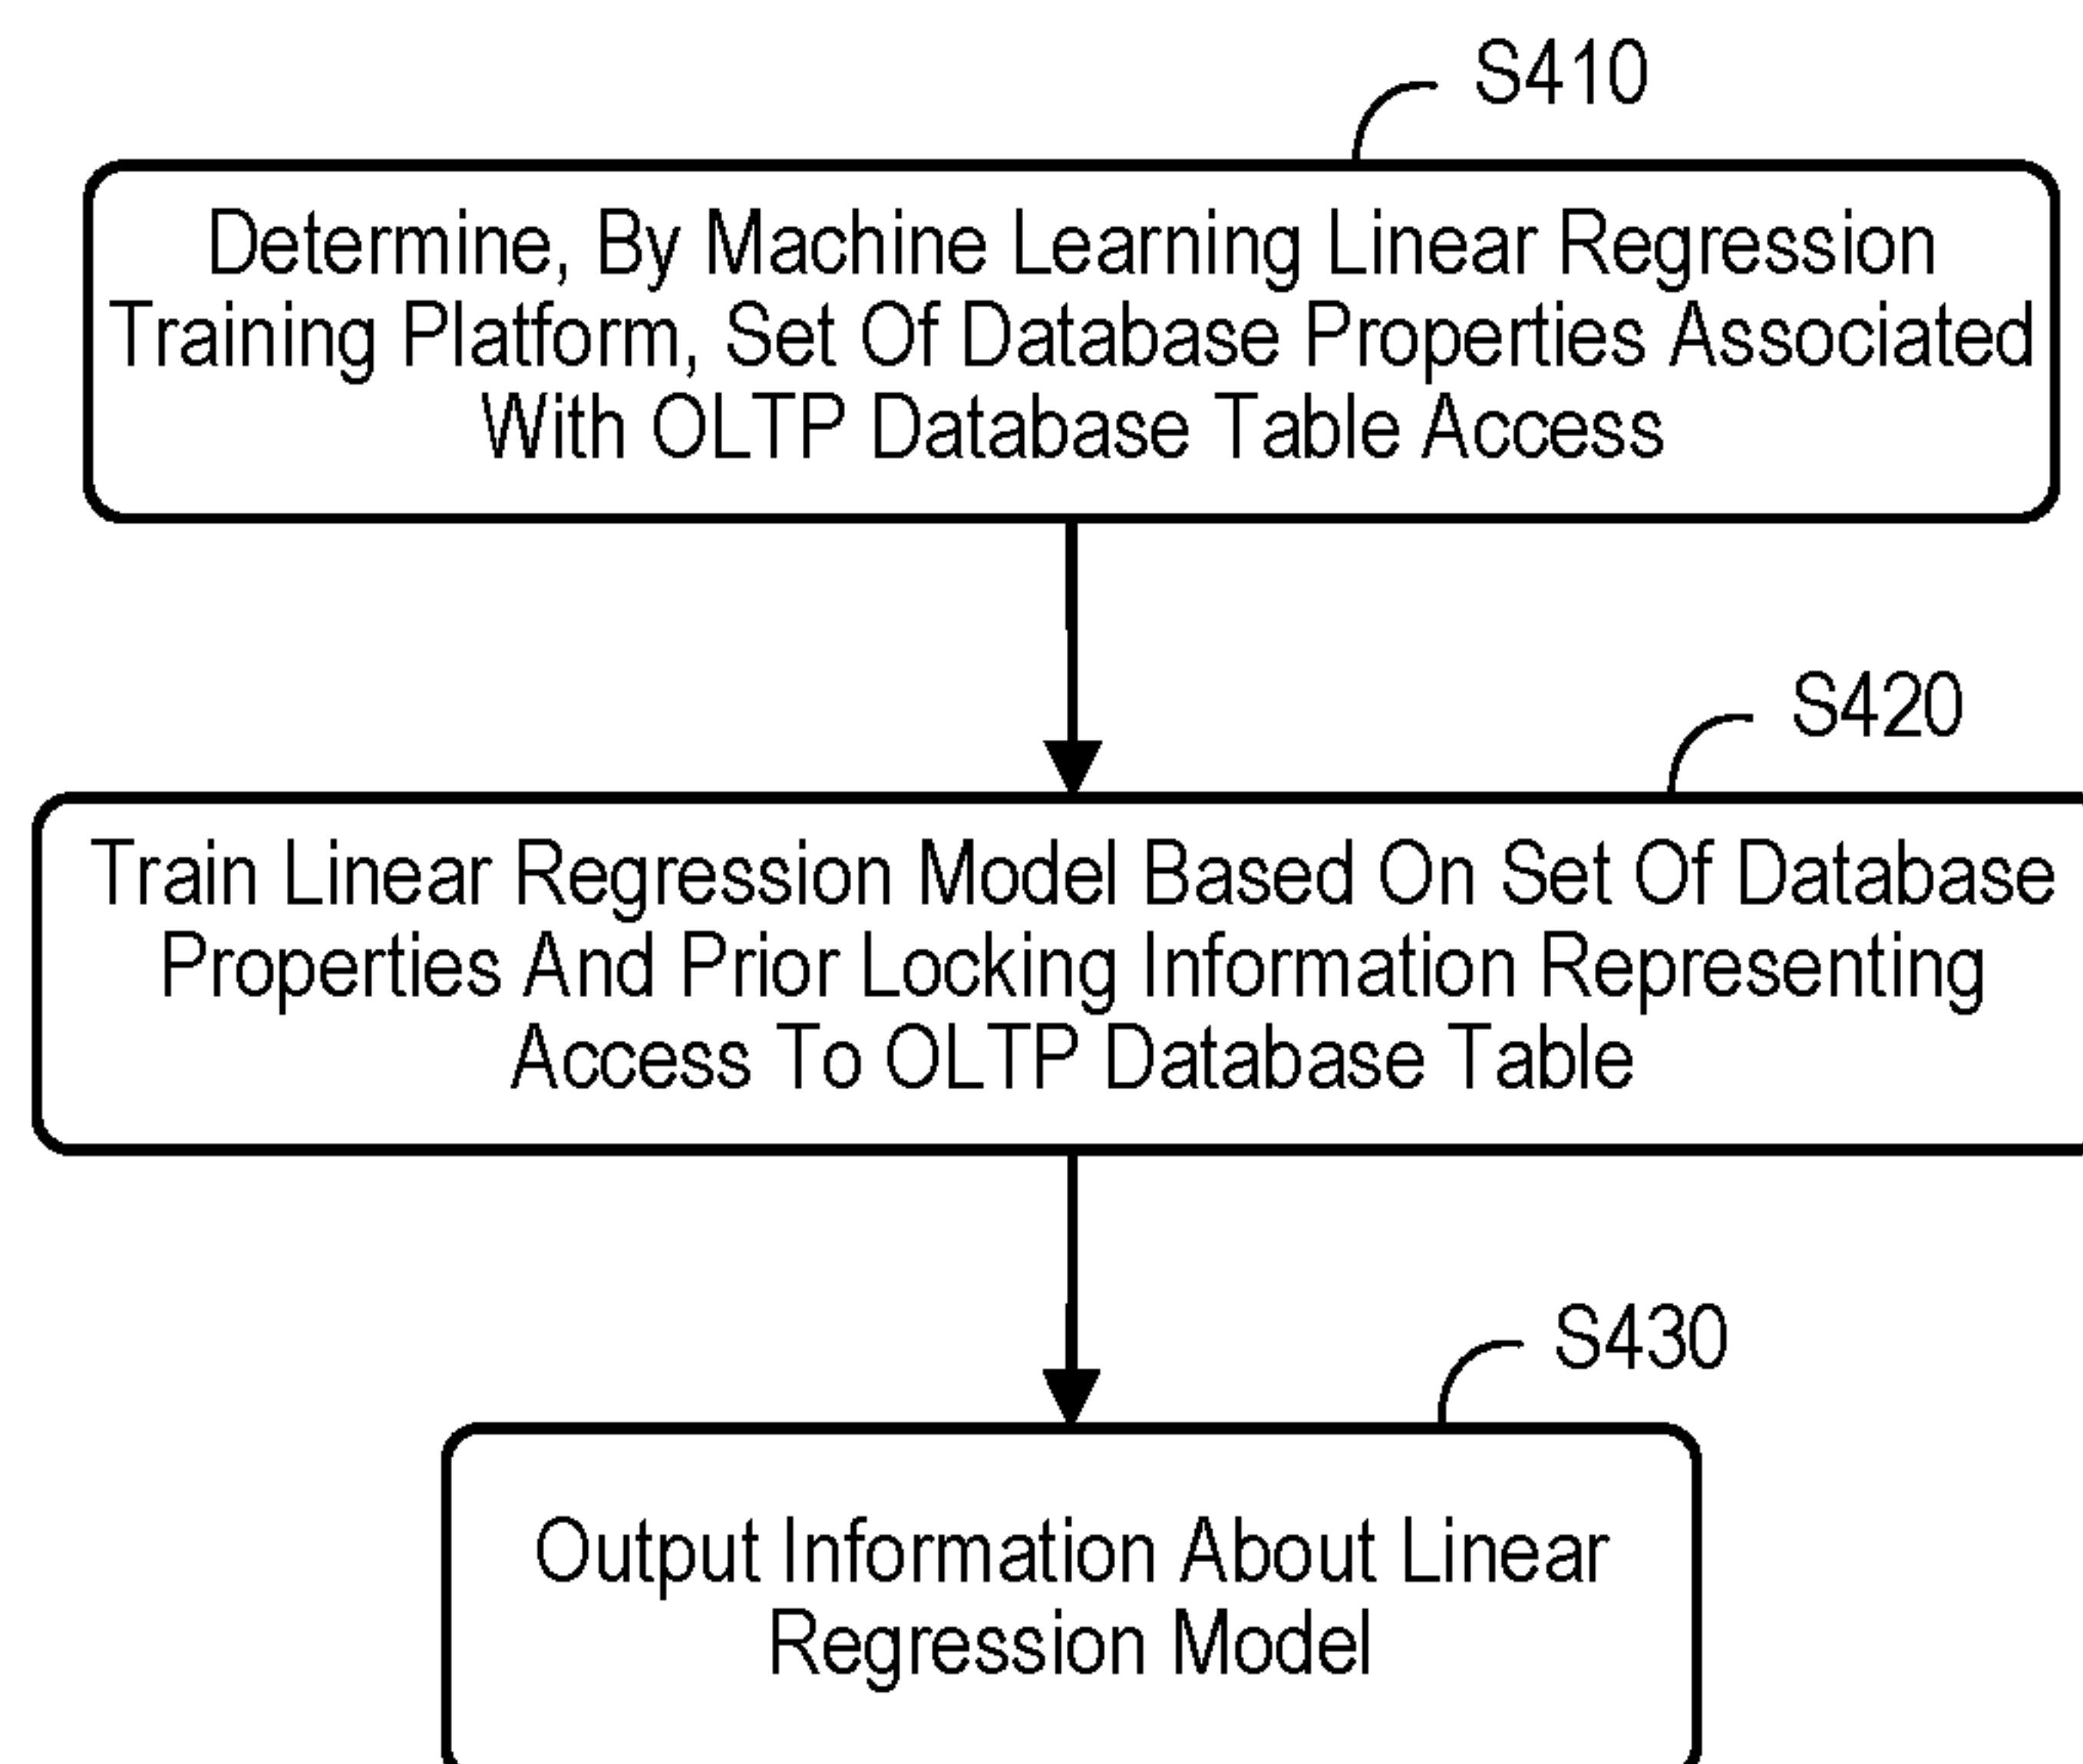 S410
Determine, By Machine Learning Linear Regression
Training Platform, Set Of Database Properties Associated
With OLTP Database Table Access
S420
Train Linear Regression Model Based On Set Of Database
Properties And Prior Locking Information Representing
Access To OLTP Database Table
S430
Output Information About Linear
Regression Model